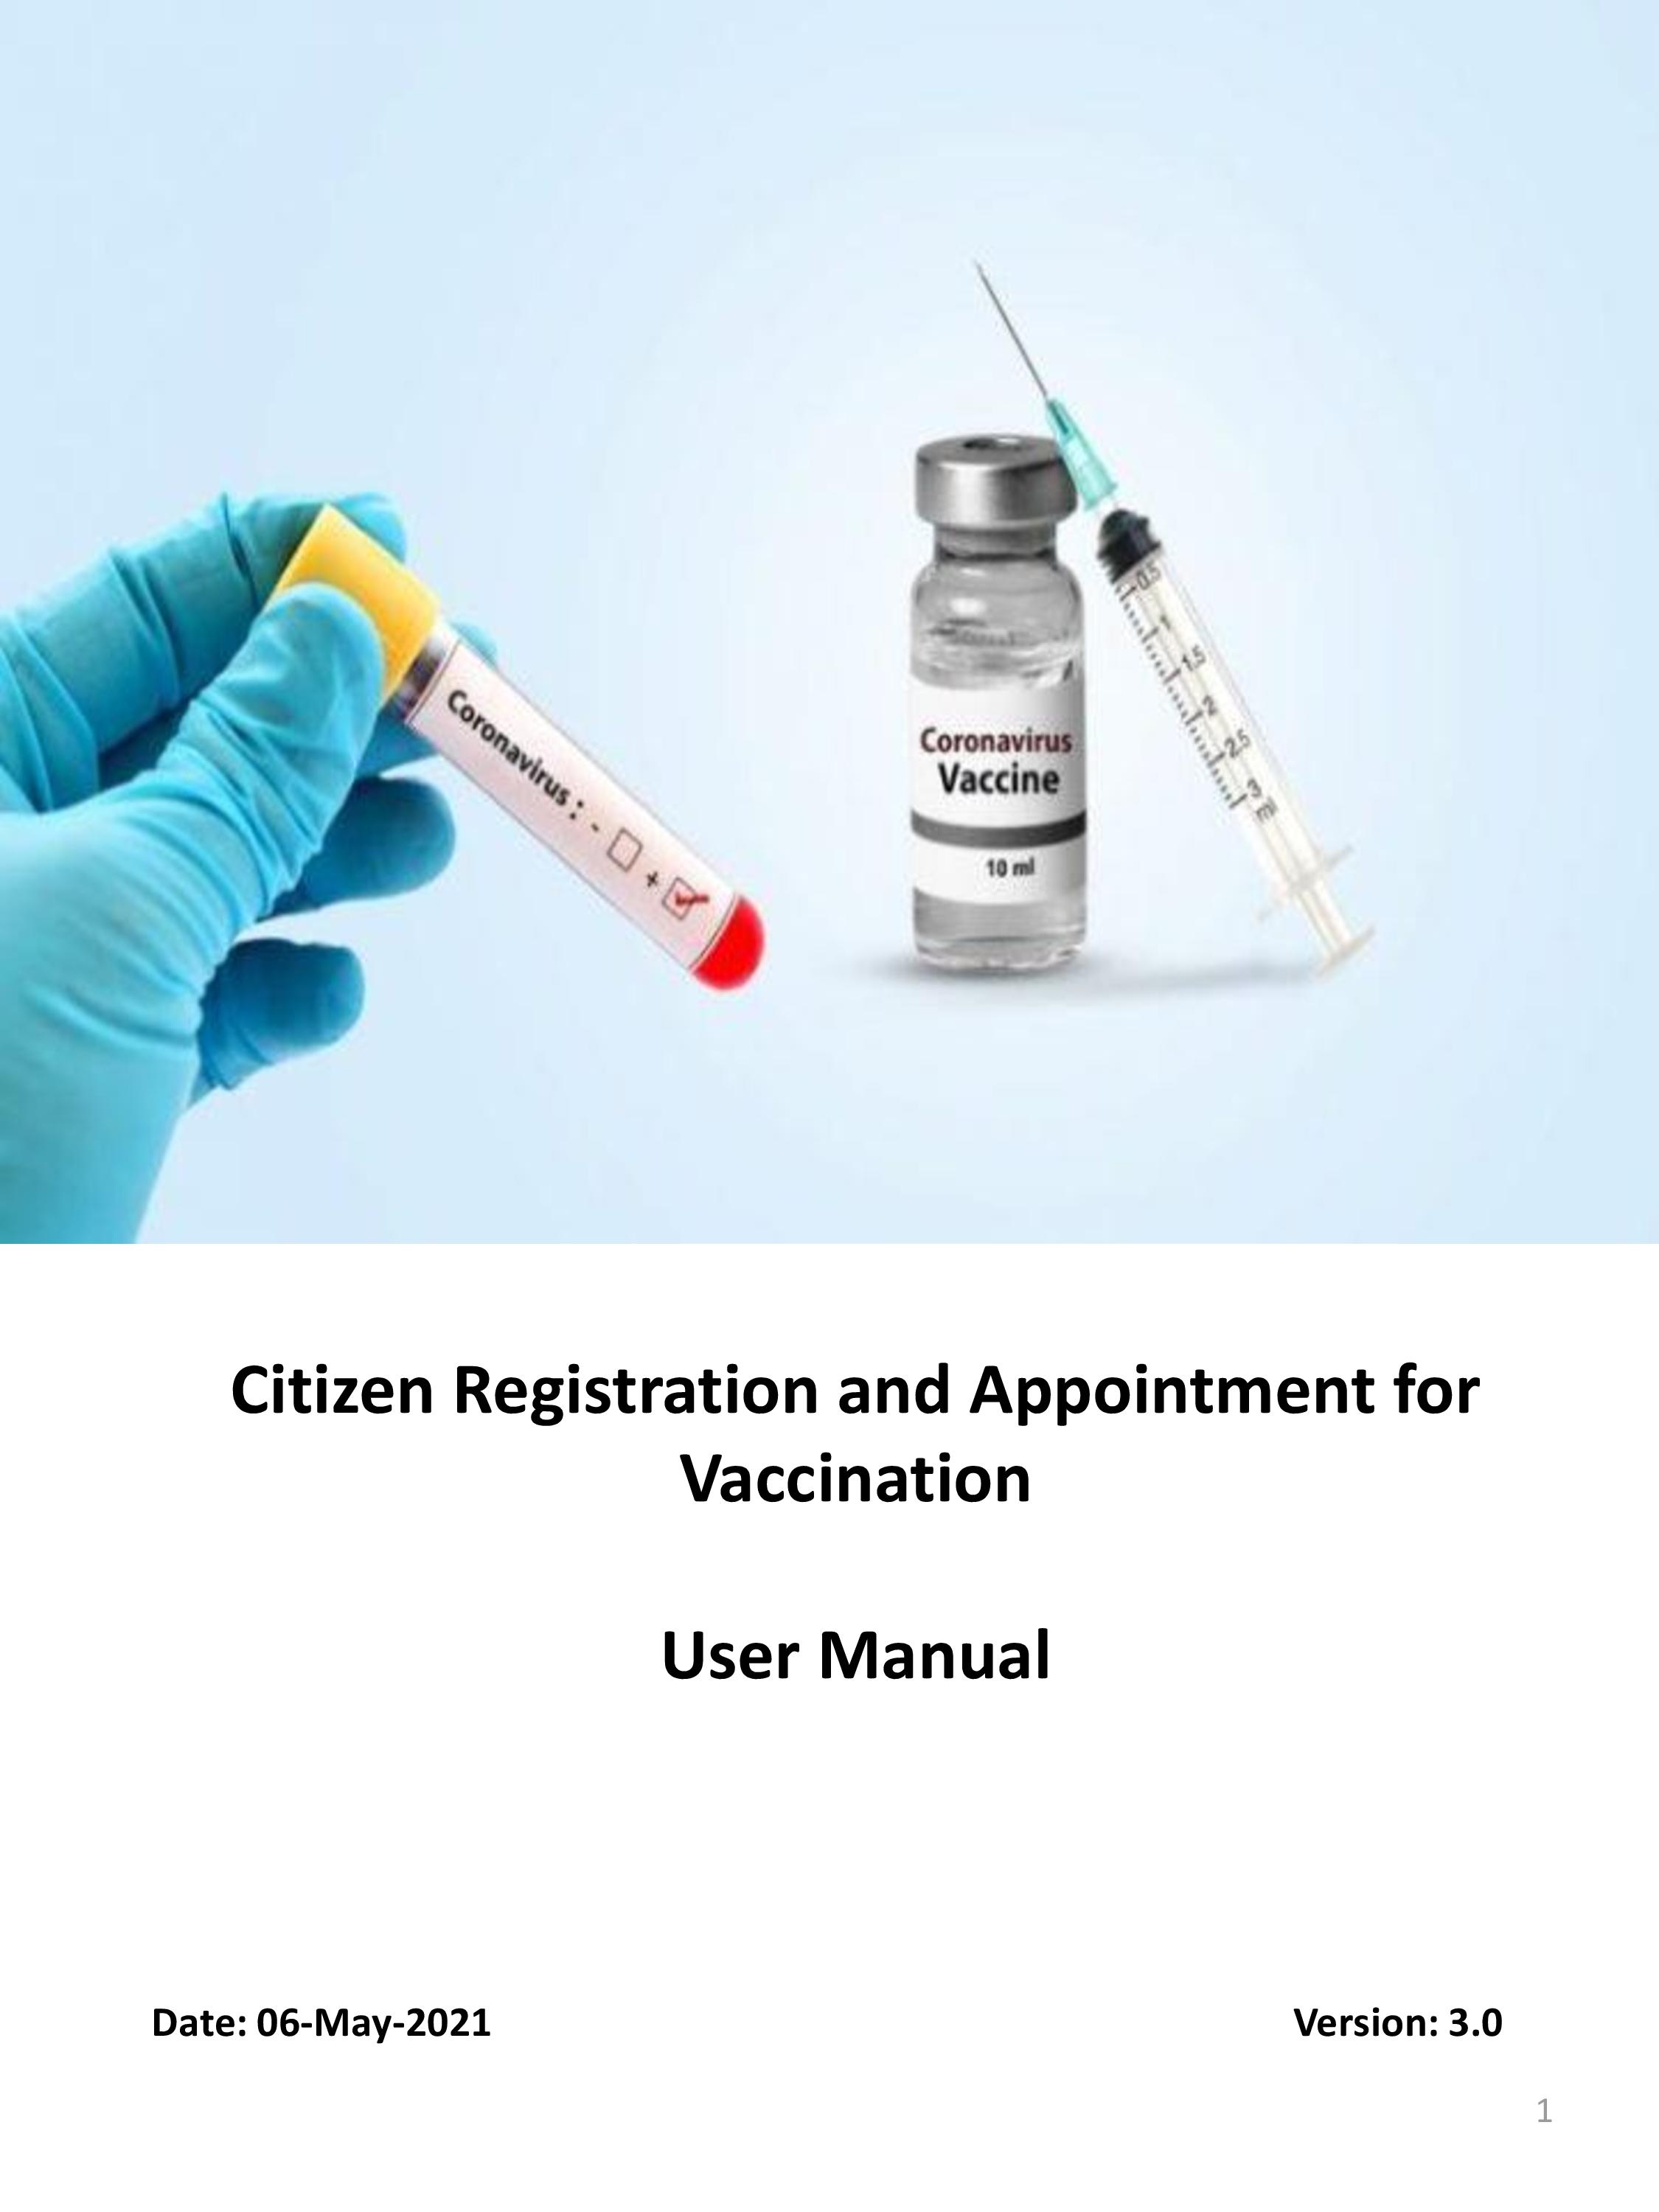 Coronavirus : - +
0.5
1
1.5
2
2.5
3
ml
Coronavirus
Vaccine
10 ml
Citizen Registration and Appointment for
Vaccination
User Manual
Date: 06-May-2021
Version: 3.0
1